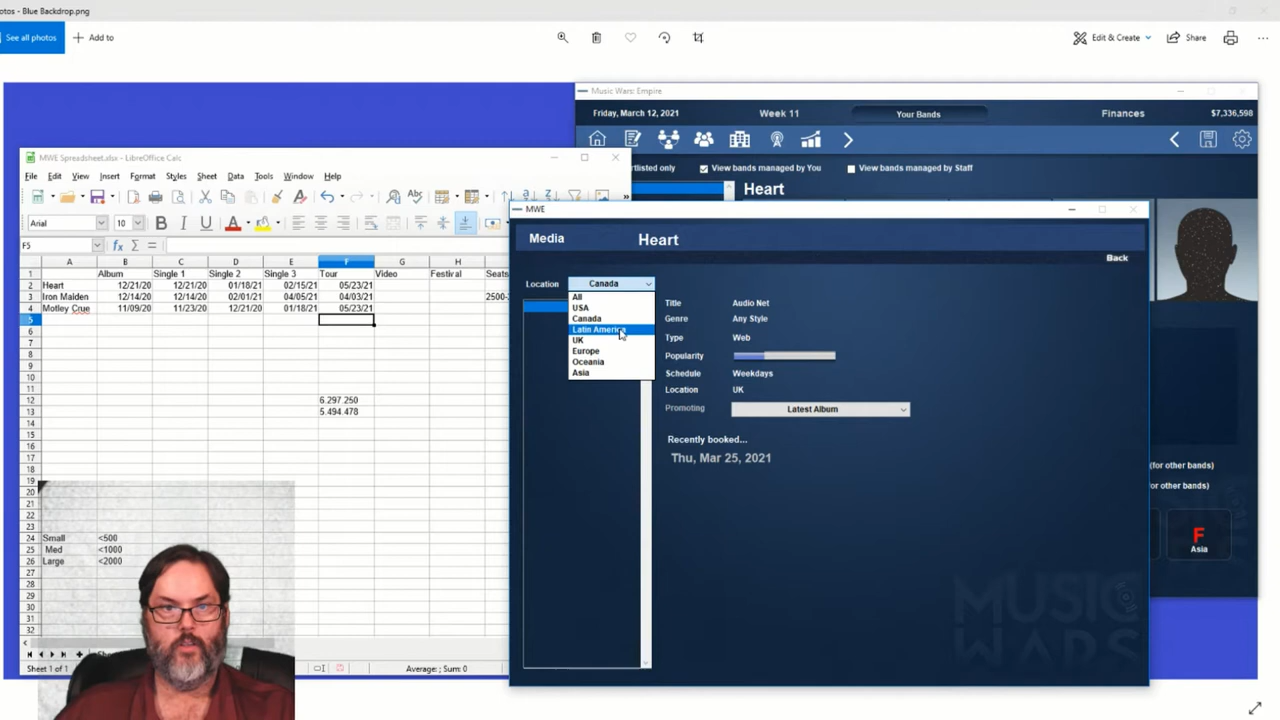 otos - Blue Backdrop.png
See all photos
Add to
Edit & Create
Share
Music Wars: Empire
Friday, March 12, 2021
Week 11
Your Bands
Finances
$7,336,598
rtlisted only
View bands managed by You
View bands managed by Staff
Heart
MWE Spreadsheet.xlsx - LibreOffice Calc
File Edit View Insert Format Styles Sheet Data Tools Window Help
Arial
10
F5
A B C D E F G H
1 Album Single 1 Single 2 Single 3 Tour Video Festival Seats
2 Heart 12/21/20 12/21/20 01/18/21 02/15/21 05/23/21
3 Iron Maiden 12/14/20 12/14/20 02/01/21 04/05/21 04/03/21 2500-
4 Motley Crue 11/09/20 11/23/20 12/21/20 01/18/21 05/23/21
5
6
7
8
9
10
11
12 6.297.250
13 5.494.478
14
15
16
17
18
19
20
21
22
23
24 Small <500
25 Med <1000
26 Large <2000
27
28
29
30
31
32
Sheet 1 of 1
Average: ; Sum: 0
MWE
Media
Heart
Back
Location
Canada
All
USA
Canada
Latin America
UK
Europe
Oceania
Asia
Title Audio Net
Genre Any Style
Type Web
Popularity
Schedule Weekdays
Location UK
Promoting Latest Album
Recently booked...
Thu, Mar 25, 2021
(for other bands)
(for other bands)
F
Asia
MUSIC
WARS